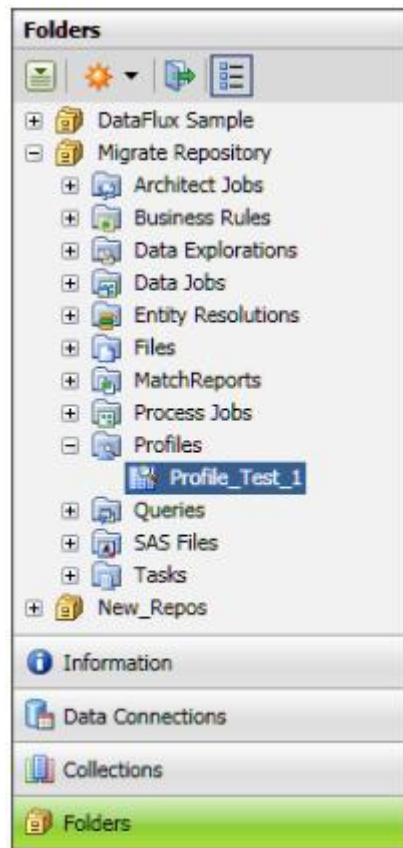 Folders
DataFlux Sample
Migrate Repository
Architect Jobs
Business Rules
Data Explorations
Data Jobs
Entity Resolutions
Files
MatchReports
Process Jobs
Profiles
Profile_Test_1
Queries
SAS Files
Tasks
New_Repos
Information
Data Connections
Collections
Folders